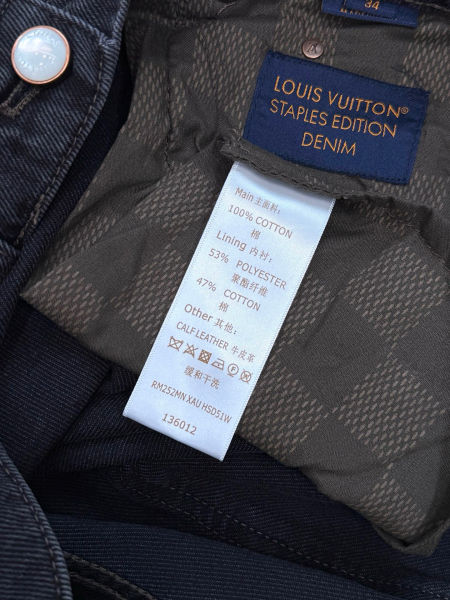 34
LOUIS VUITTON®
STAPLES EDITION
DENIM
Main 主面料:
100% COTTON
棉
Lining 内衬:
53% POLYESTER
聚酯纤维
47% COTTON
棉
Other 其他:
CALF LEATHER 牛皮革
缓和干洗
RM252MN XAU HSD51W
136012